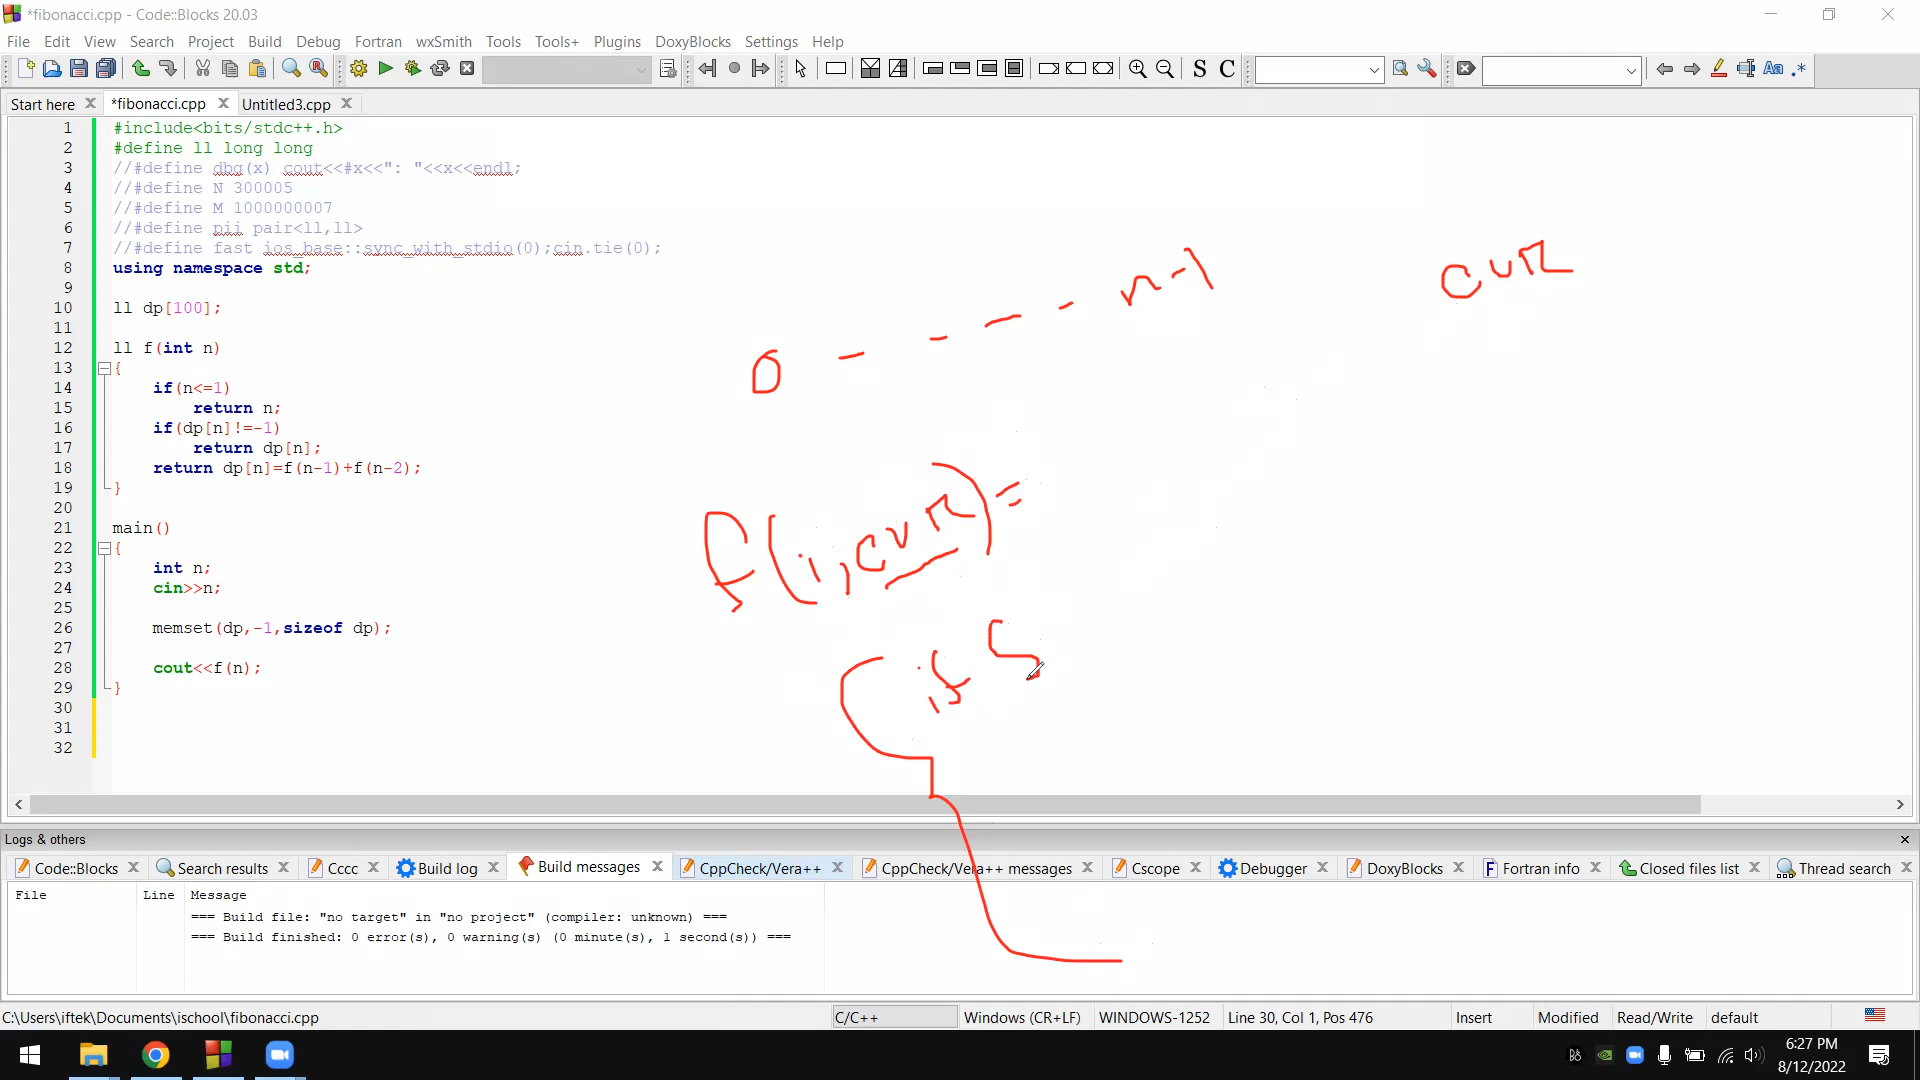 *fibonacci.cpp - Code::Blocks 20.03
File Edit View Search Project Build Debug Fortran wxSmith Tools Tools+ Plugins DoxyBlocks Settings Help
S C
Start here *fibonacci.cpp Untitled3.cpp
1 #include<bits/stdc++.h>
2 #define ll long long
3 //#define dbg(x) cout<<#x<<": "<<x<<endl;
4 //#define N 300005
5 //#define M 1000000007
6 //#define pii pair<ll,ll>
7 //#define fast ios_base::sync_with_stdio(0);cin.tie(0);
8 using namespace std;
9
10 ll dp[100];
11
12 ll f(int n)
13 {
14 if(n<=1)
15 return n;
16 if(dp[n]!=-1)
17 return dp[n];
18 return dp[n]=f(n-1)+f(n-2);
19 }
20
21 main()
22 {
23 int n;
24 cin>>n;
25
26 memset(dp,-1,sizeof dp);
27
28 cout<<f(n);
29 }
30
31
32
0 - - - - n-1
cur
f(i,cur)=
if S
Logs & others
Code::Blocks Search results Cccc Build log Build messages CppCheck/Vera++ CppCheck/Vera++ messages Cscope Debugger DoxyBlocks Fortran info Closed files list Thread search
File Line Message
=== Build file: "no target" in "no project" (compiler: unknown) ===
=== Build finished: 0 error(s), 0 warning(s) (0 minute(s), 1 second(s)) ===
C:\Users\iftek\Documents\ischool\fibonacci.cpp C/C++ Windows (CR+LF) WINDOWS-1252 Line 30, Col 1, Pos 476 Insert Modified Read/Write default
6:27 PM
8/12/2022